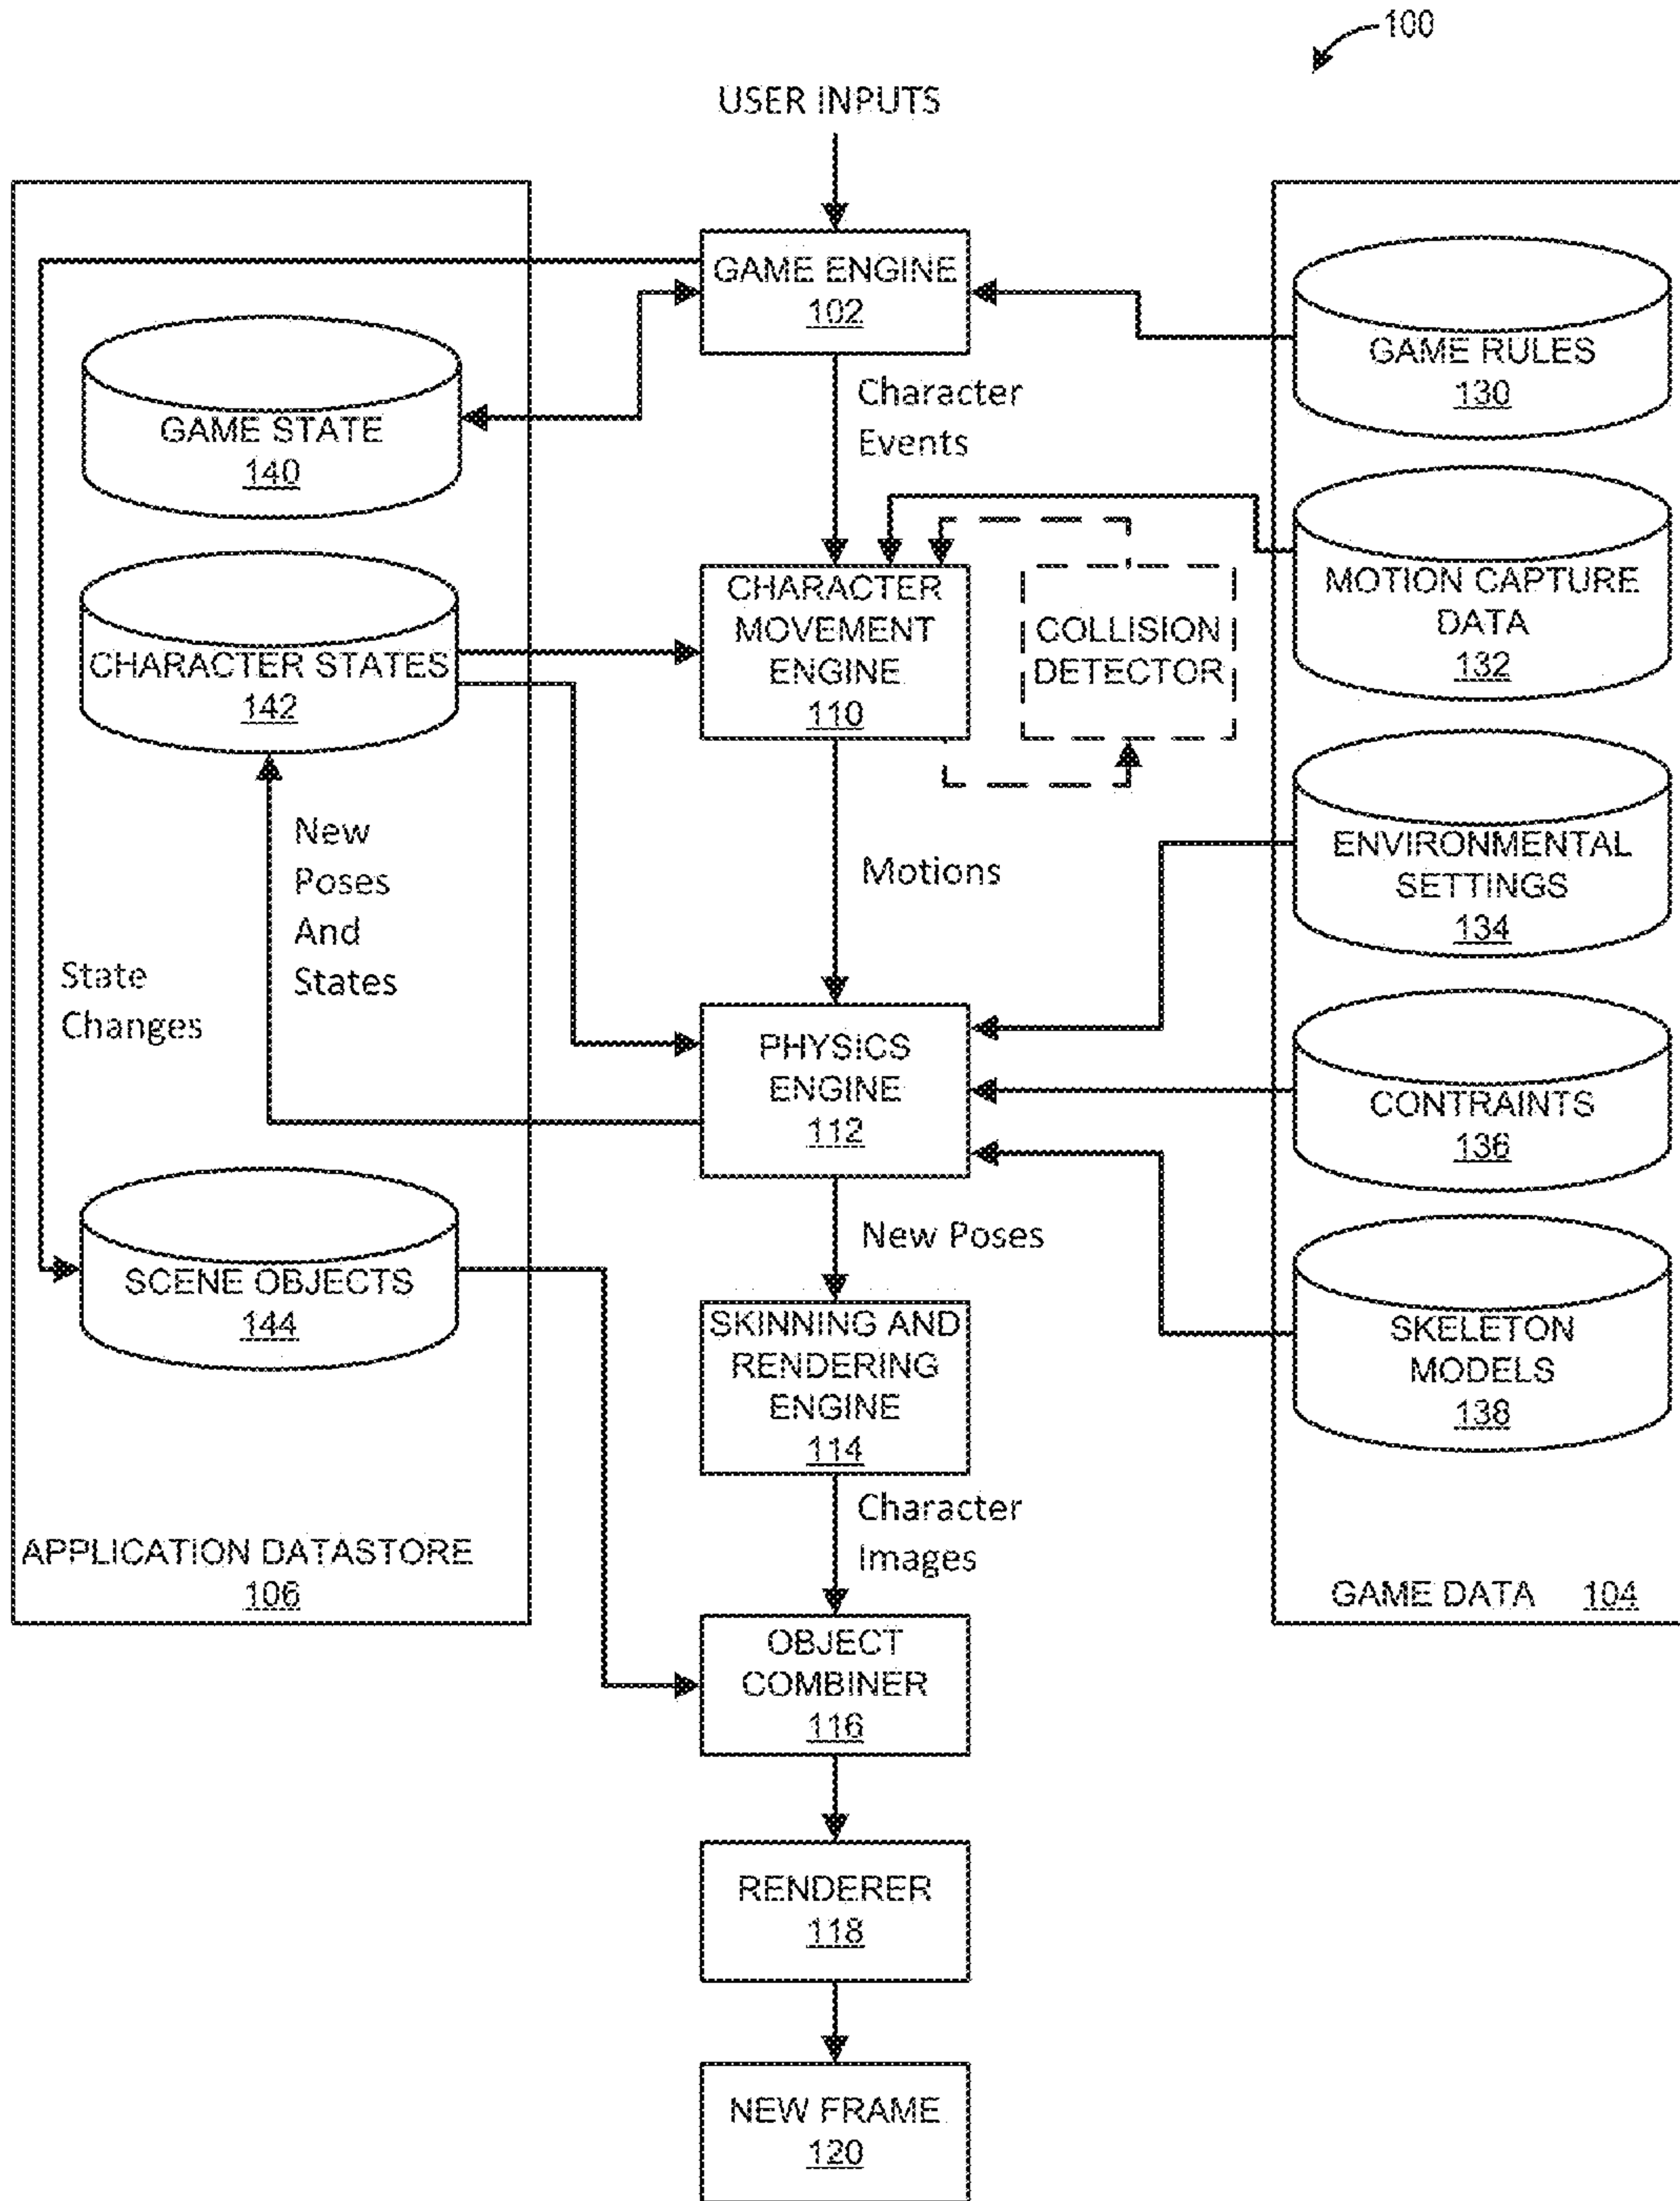 100
USER INPUTS
GAME ENGINE
102
GAME RULES
130
GAME STATE
140
Character
Events
MOTION CAPTURE
DATA
132
CHARACTER STATES
142
CHARACTER
MOVEMENT
ENGINE
110
COLLISION
DETECTOR
New
Poses
And
States
State
Changes
Motions
ENVIRONMENTAL
SETTINGS
134
PHYSICS
ENGINE
112
CONTRAINTS
136
SCENE OBJECTS
144
New Poses
SKELETON
MODELS
138
SKINNING AND
RENDERING
ENGINE
114
Character
Images
APPLICATION DATASTORE
106
GAME DATA 104
OBJECT
COMBINER
116
RENDERER
118
NEW FRAME
120